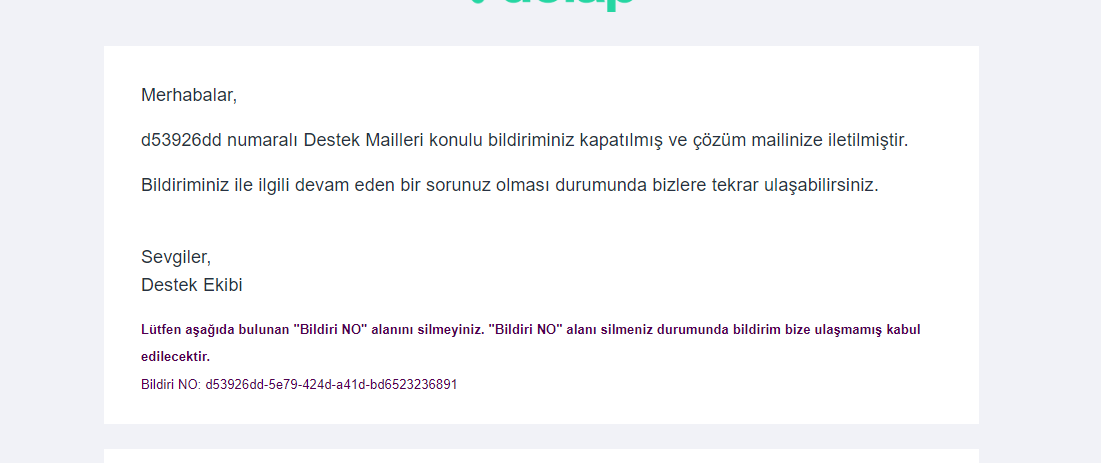 dolap
Merhabalar,
d53926dd numaralı Destek Mailleri konulu bildiriminiz kapatılmış ve çözüm mailinize iletilmiştir.
Bildiriminiz ile ilgili devam eden bir sorunuz olması durumunda bizlere tekrar ulaşabilirsiniz.
Sevgiler,
Destek Ekibi
Lütfen aşağıda bulunan "Bildiri NO" alanını silmeyiniz. "Bildiri NO" alanı silmeniz durumunda bildirim bize ulaşmamış kabul
edilecektir.
Bildiri NO: d53926dd-5e79-424d-a41d-bd6523236891